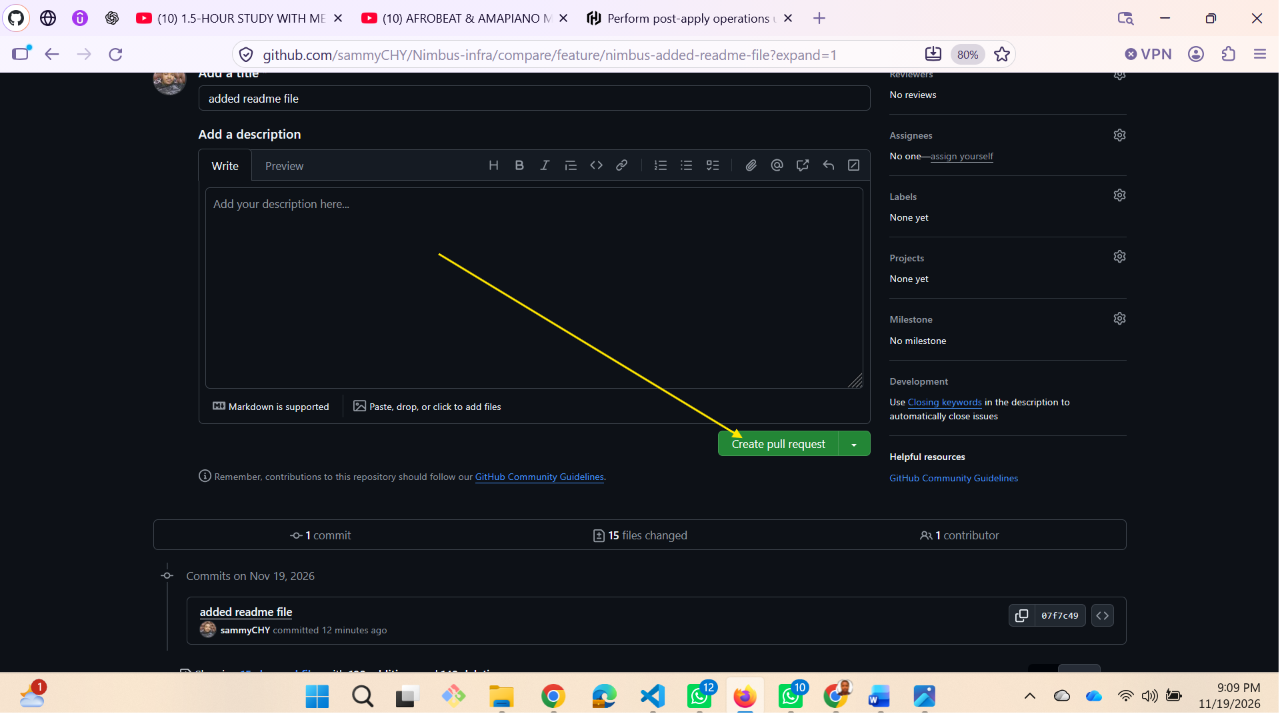 (10) 1.5-HOUR STUDY WITH ME
(10) AFROBEAT & AMAPIANO M
Perform post-apply operations
github.com/sammyCHY/Nimbus-infra/compare/feature/nimbus-added-readme-file?expand=1
80%
VPN
Add a title
added readme file
Add a description
Write
Preview
Add your description here...
Markdown is supported
Paste, drop, or click to add files
Create pull request
Remember, contributions to this repository should follow our GitHub Community Guidelines.
Reviewers
No reviews
Assignees
No one—assign yourself
Labels
None yet
Projects
None yet
Milestone
No milestone
Development
Use Closing keywords in the description to
automatically close issues
Helpful resources
GitHub Community Guidelines
1 commit
15 files changed
1 contributor
Commits on Nov 19, 2026
added readme file
sammyCHY committed 12 minutes ago
07f7c49
1
12
10
9:09 PM
11/19/2026